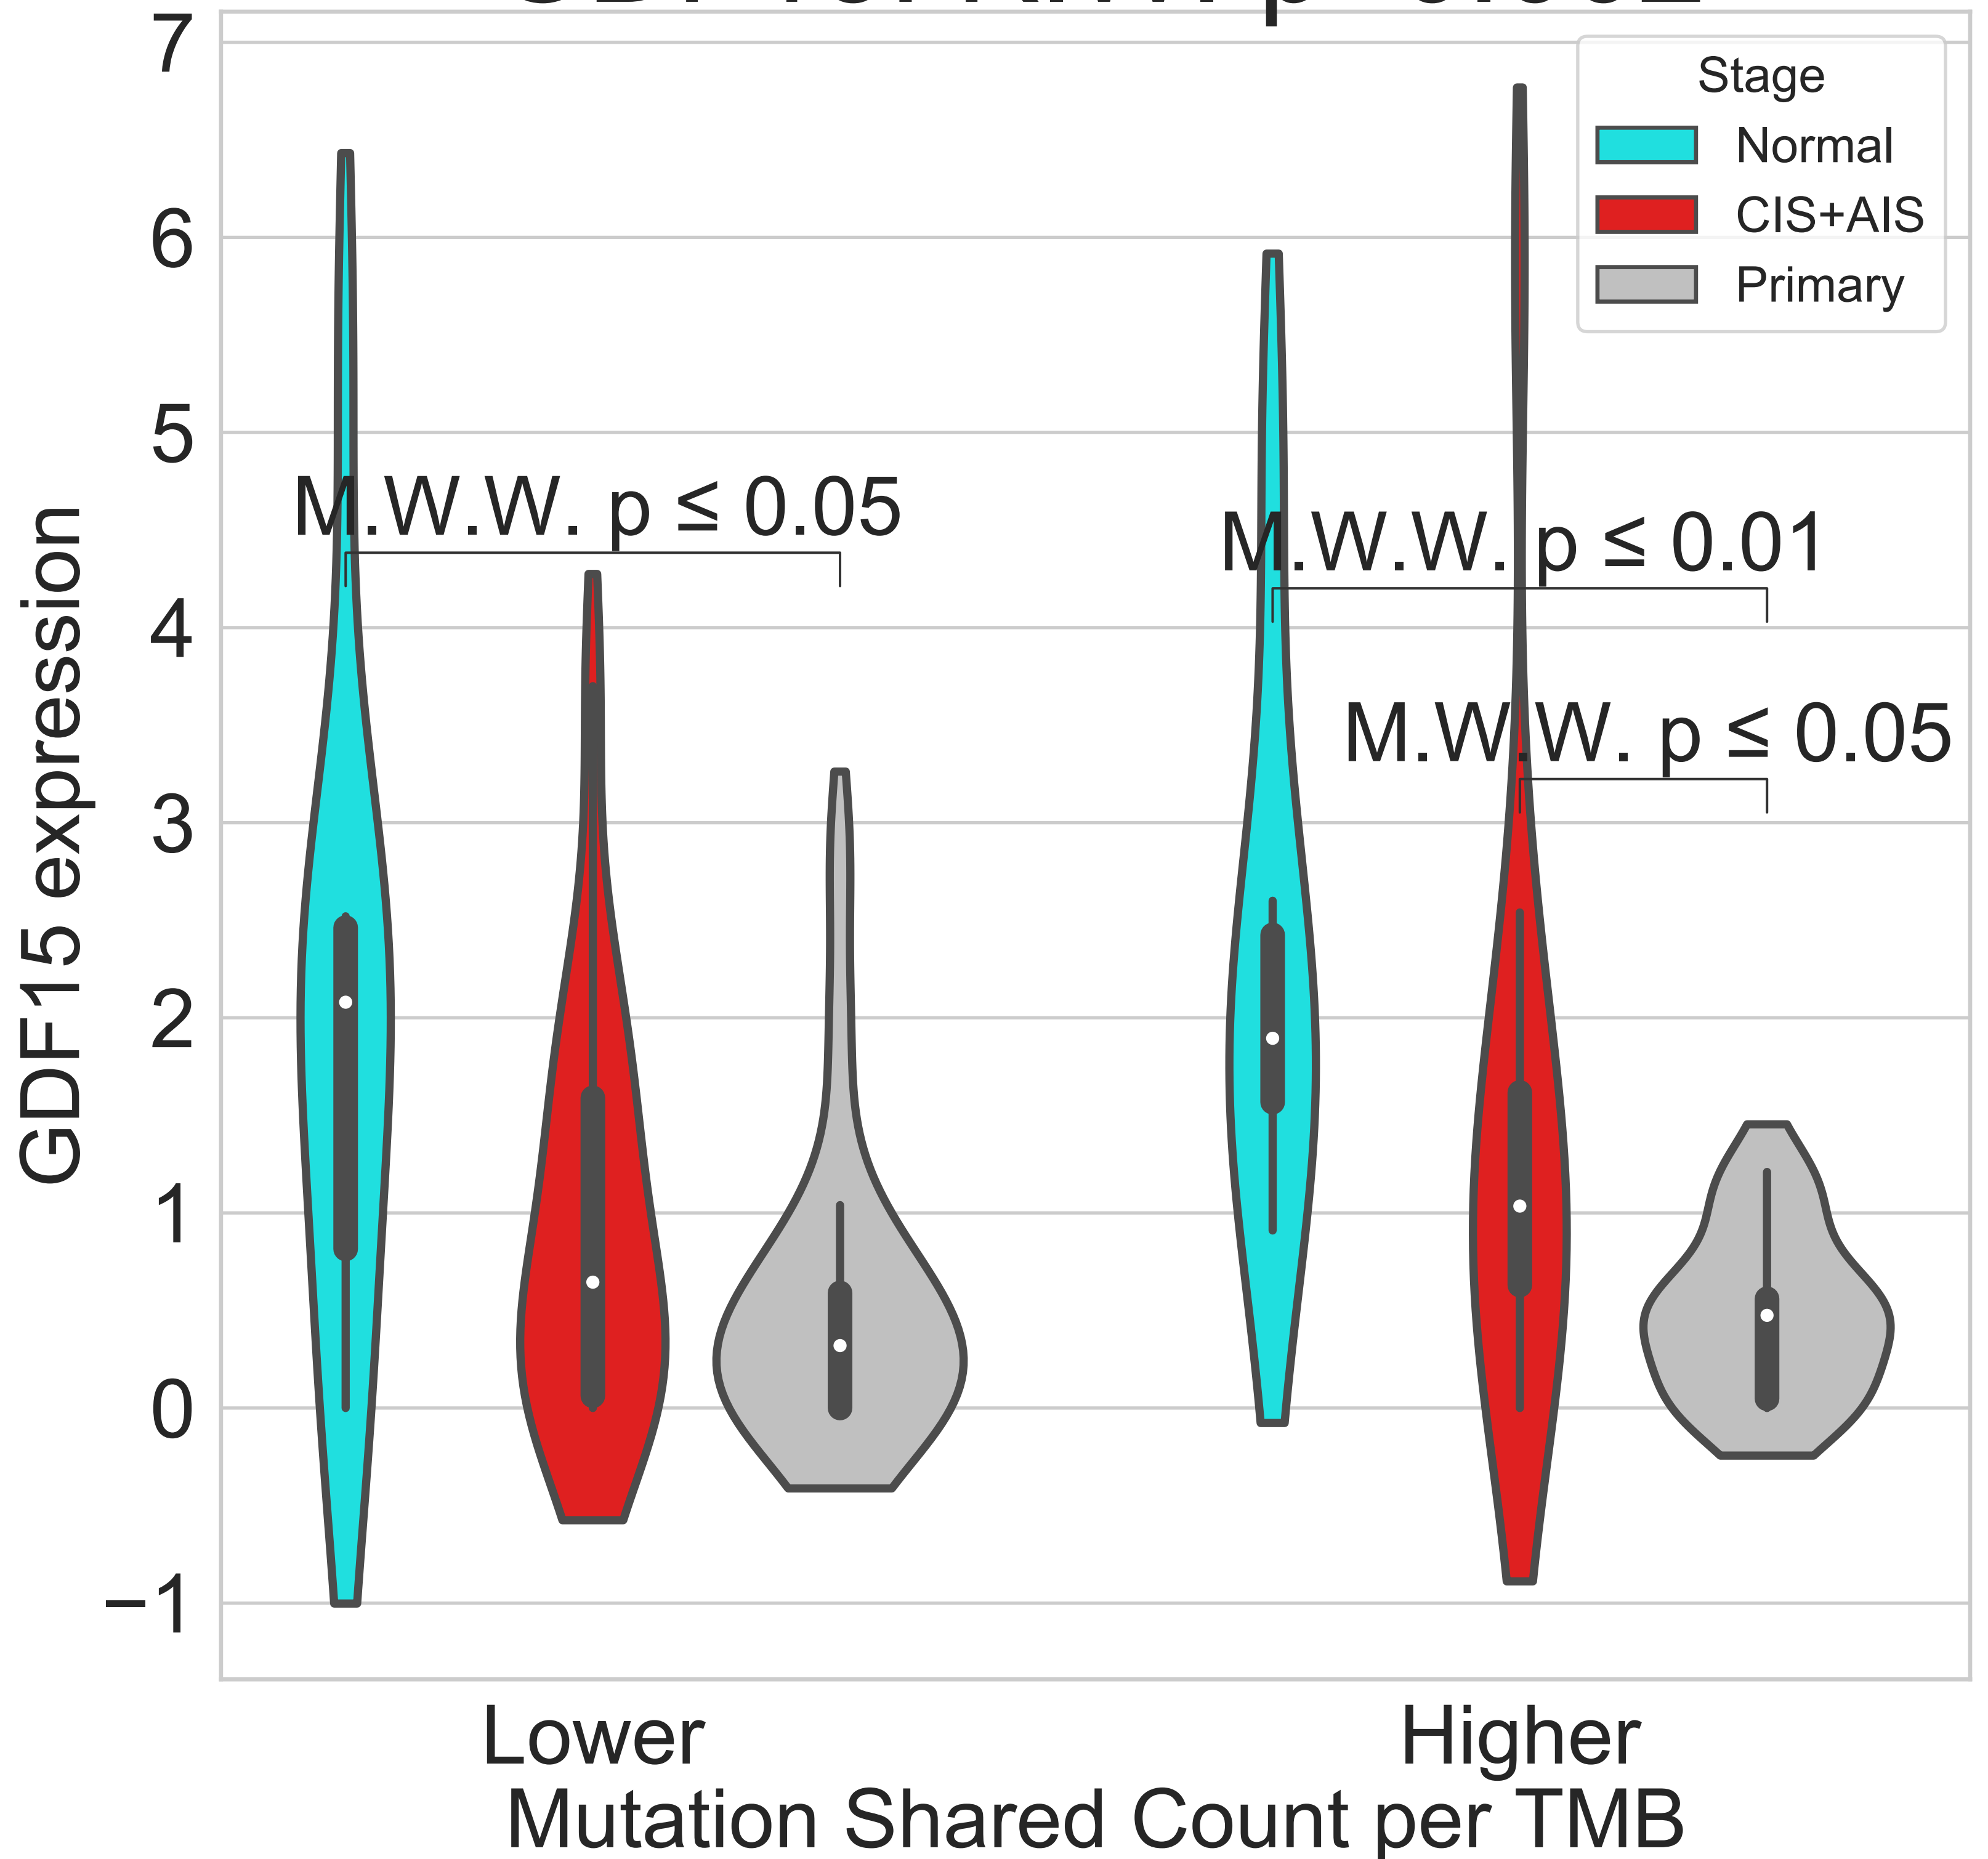 7
6
5
4
3
2
1
0
−1
GDF15 expression
Stage
Normal
CIS+AIS
Primary
M.W.W. p ≤ 0.05
M.W.W. p ≤ 0.01
M.W.W. p ≤ 0.05
Lower
Higher
Mutation Shared Count per TMB